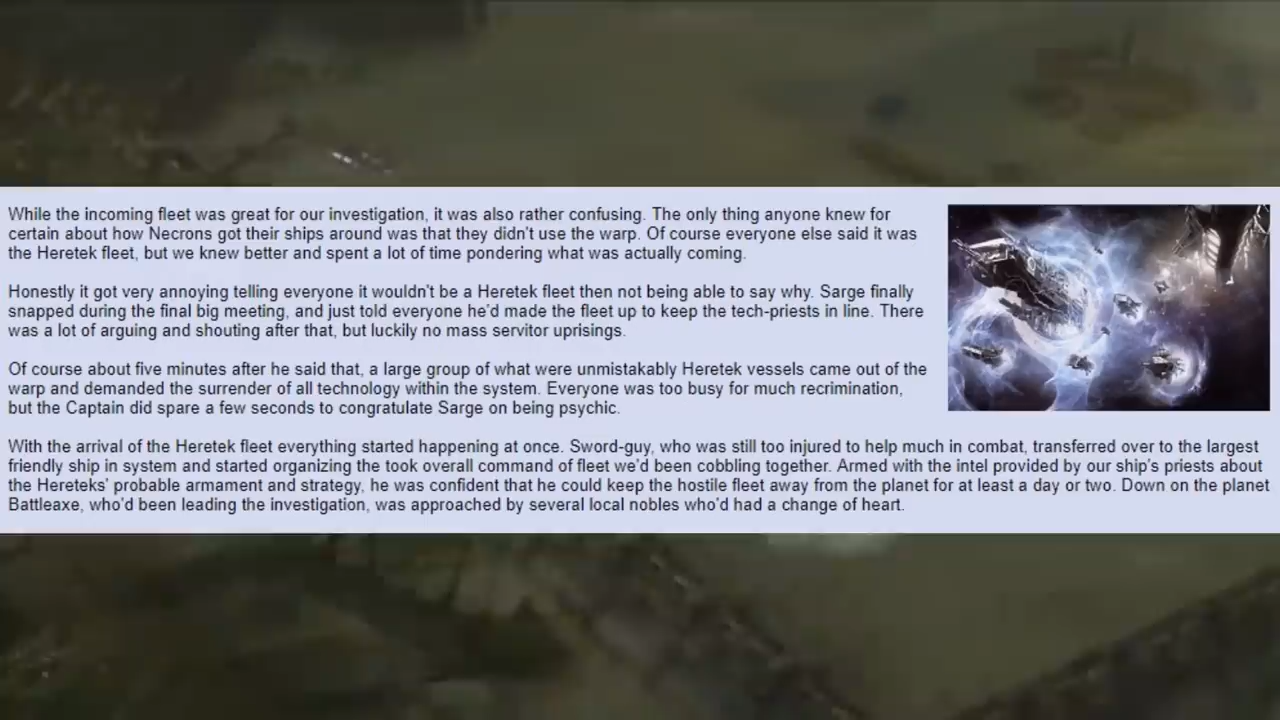 While the incoming fleet was great for our investigation, it was also rather confusing. The only thing anyone knew for
certain about how Necrons got their ships around was that they didn't use the warp. Of course everyone else said it was
the Heretek fleet, but we knew better and spent a lot of time pondering what was actually coming.
Honestly it got very annoying telling everyone it wouldn't be a Heretek fleet then not being able to say why. Sarge finally
snapped during the final big meeting, and just told everyone he'd made the fleet up to keep the tech-priests in line. There
was a lot of arguing and shouting after that, but luckily no mass servitor uprisings.
Of course about five minutes after he said that, a large group of what were unmistakably Heretek vessels came out of the
warp and demanded the surrender of all technology within the system. Everyone was too busy for much recrimination,
but the Captain did spare a few seconds to congratulate Sarge on being psychic.
With the arrival of the Heretek fleet everything started happening at once. Sword-guy, who was still too injured to help much in combat, transferred over to the largest
friendly ship in system and started organizing the took overall command of fleet we'd been cobbling together. Armed with the intel provided by our ship's priests about
the Hereteks' probable armament and strategy, he was confident that he could keep the hostile fleet away from the planet for at least a day or two. Down on the planet
Battleaxe, who'd been leading the investigation, was approached by several local nobles who'd had a change of heart.